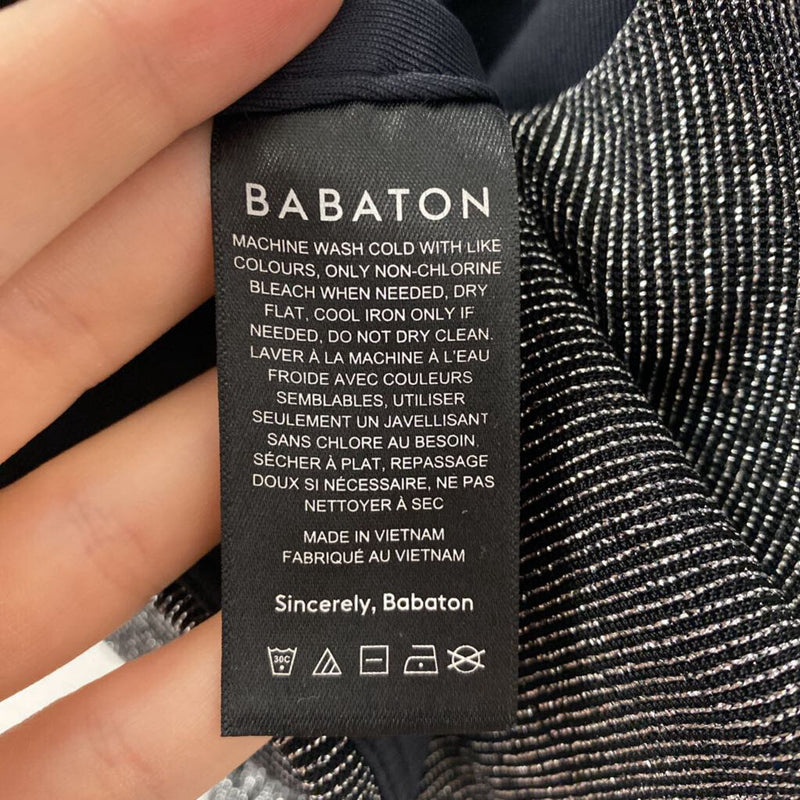 BABATON
MACHINE WASH COLD WITH LIKE
COLOURS, ONLY NON-CHLORINE
BLEACH WHEN NEEDED, DRY
FLAT, COOL IRON ONLY IF
NEEDED, DO NOT DRY CLEAN.
LAVER À LA MACHINE À L'EAU
FROIDE AVEC COULEURS
SEMBLABLES, UTILISER
SEULEMENT UN JAVELLISANT
SANS CHLORE AU BESOIN.
SÉCHER À PLAT, REPASSAGE
DOUX SI NÉCESSAIRE, NE PAS
NETTOYER À SEC
MADE IN VIETNAM
FABRIQUÉ AU VIETNAM
Sincerely, Babaton
30C